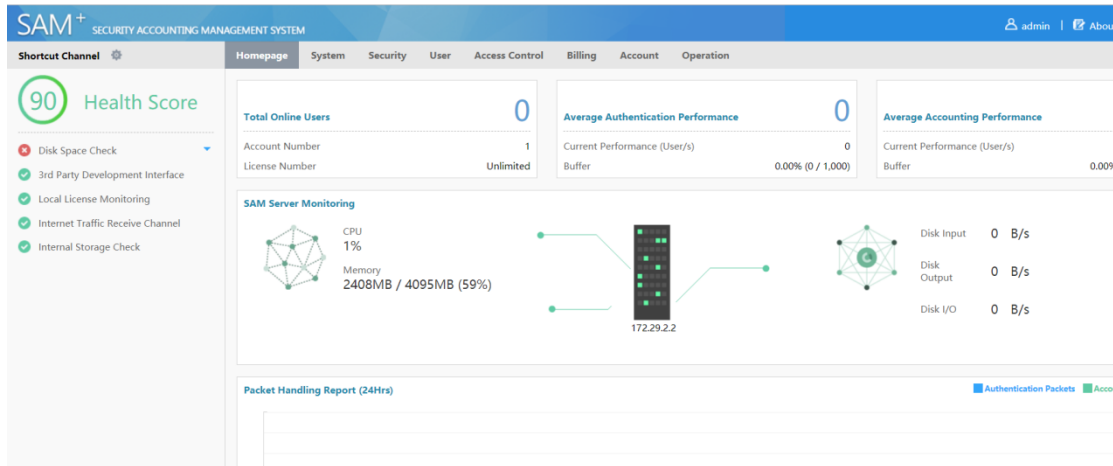 SAM+ SECURITY ACCOUNTING MANAGEMENT SYSTEM
admin | Abou
Shortcut Channel
Homepage System Security User Access Control Billing Account Operation
90 Health Score
Disk Space Check
3rd Party Development Interface
Local License Monitoring
Internet Traffic Receive Channel
Internal Storage Check
Total Online Users 0
Account Number 1
License Number Unlimited
Average Authentication Performance 0
Current Performance (User/s) 0
Buffer 0.00% (0 / 1,000)
Average Accounting Performance
Current Performance (User/s)
Buffer 0.00%
SAM Server Monitoring
CPU
1%
Memory
2408MB / 4095MB (59%)
172.29.2.2
Disk Input 0 B/s
Disk
Output 0 B/s
Disk I/O 0 B/s
Packet Handling Report (24Hrs)
Authentication Packets Acco